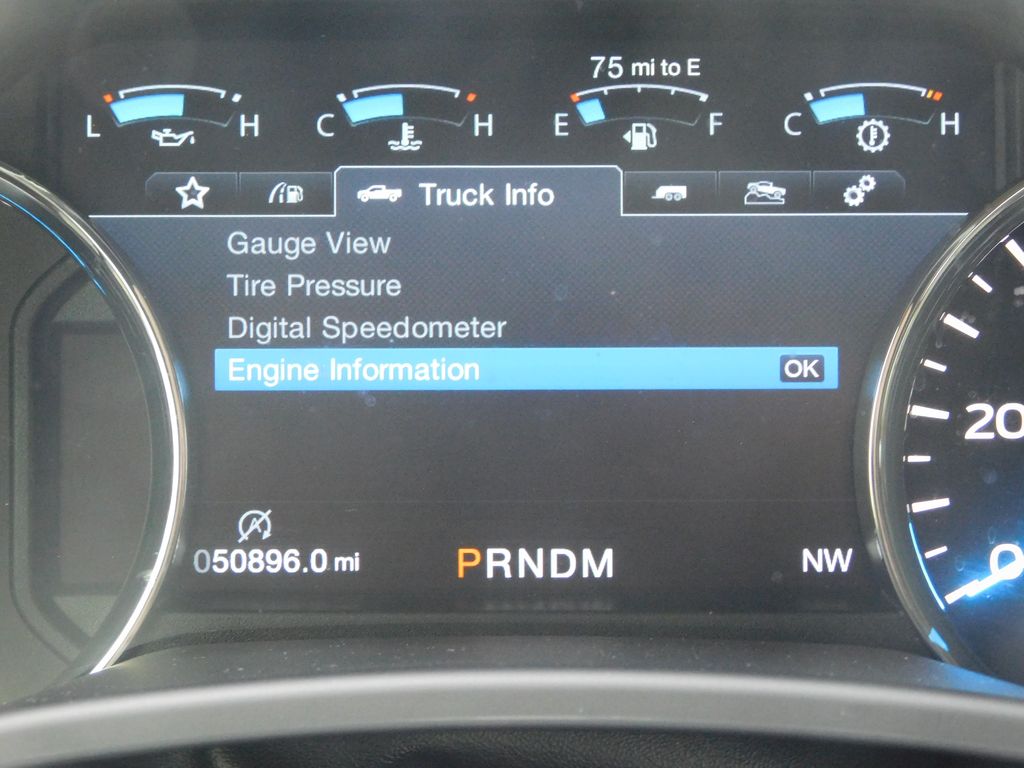 75 mi to E
L H C H E F C H
Truck Info
Gauge View
Tire Pressure
Digital Speedometer
Engine Information OK
20
A
050896.0 mi PRNDM NW
0